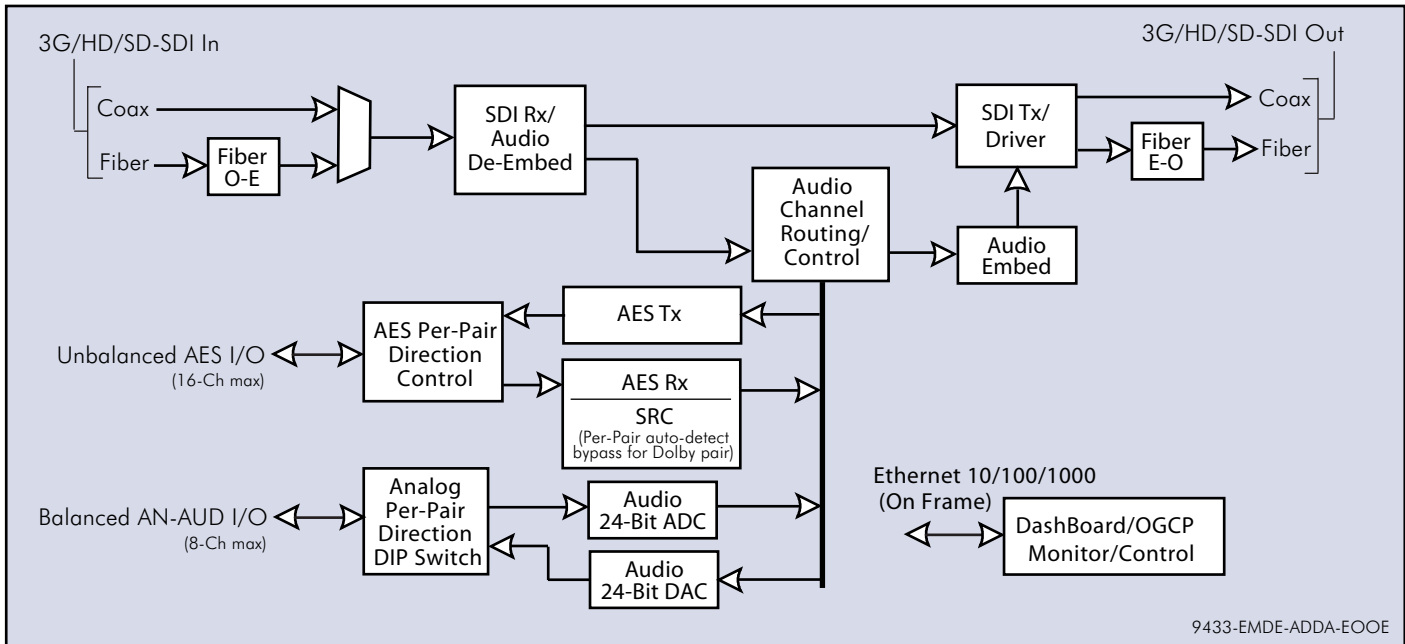 3G/HD/SD-SDI In
3G/HD/SD-SDI Out
Coax
Fiber
Fiber
O-E
SDI Rx/
Audio
De-Embed
SDI Tx/
Driver
Coax
Fiber
E-O
Fiber
Audio
Channel
Routing/
Control
Audio
Embed
Unbalanced AES I/O
(16-Ch max)
AES Per-Pair
Direction
Control
AES Tx
AES Rx
SRC
(Per-Pair auto-detect
bypass for Dolby pair)
Balanced AN-AUD I/O
(8-Ch max)
Analog
Per-Pair
Direction
DIP Switch
Audio
24-Bit ADC
Audio
24-Bit DAC
Ethernet 10/100/1000
(On Frame)
DashBoard/OGCP
Monitor/Control
9433-EMDE-ADDA-EOOE